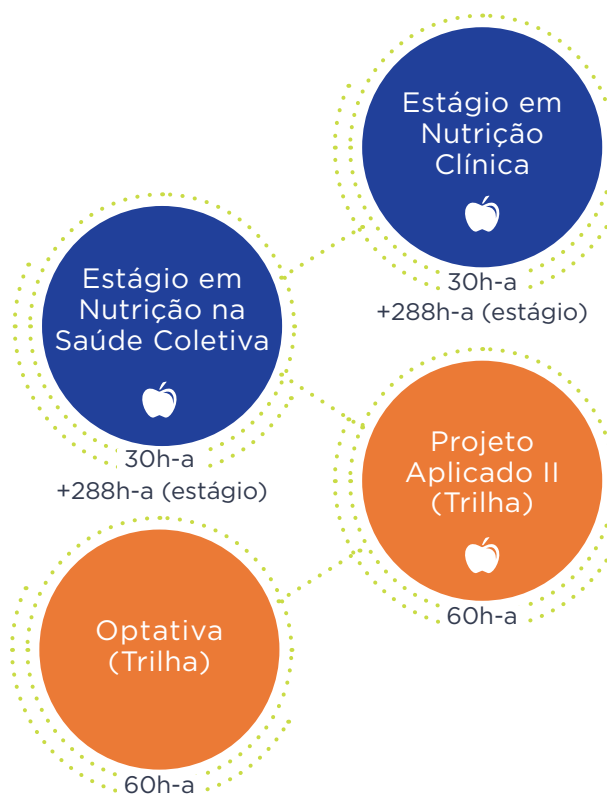 Estágio em
Nutrição
Clínica
30h-a
+288h-a (estágio)
Estágio em
Nutrição na
Saúde Coletiva
30h-a
+288h-a (estágio)
Projeto
Aplicado II
(Trilha)
60h-a
Optativa
(Trilha)
60h-a